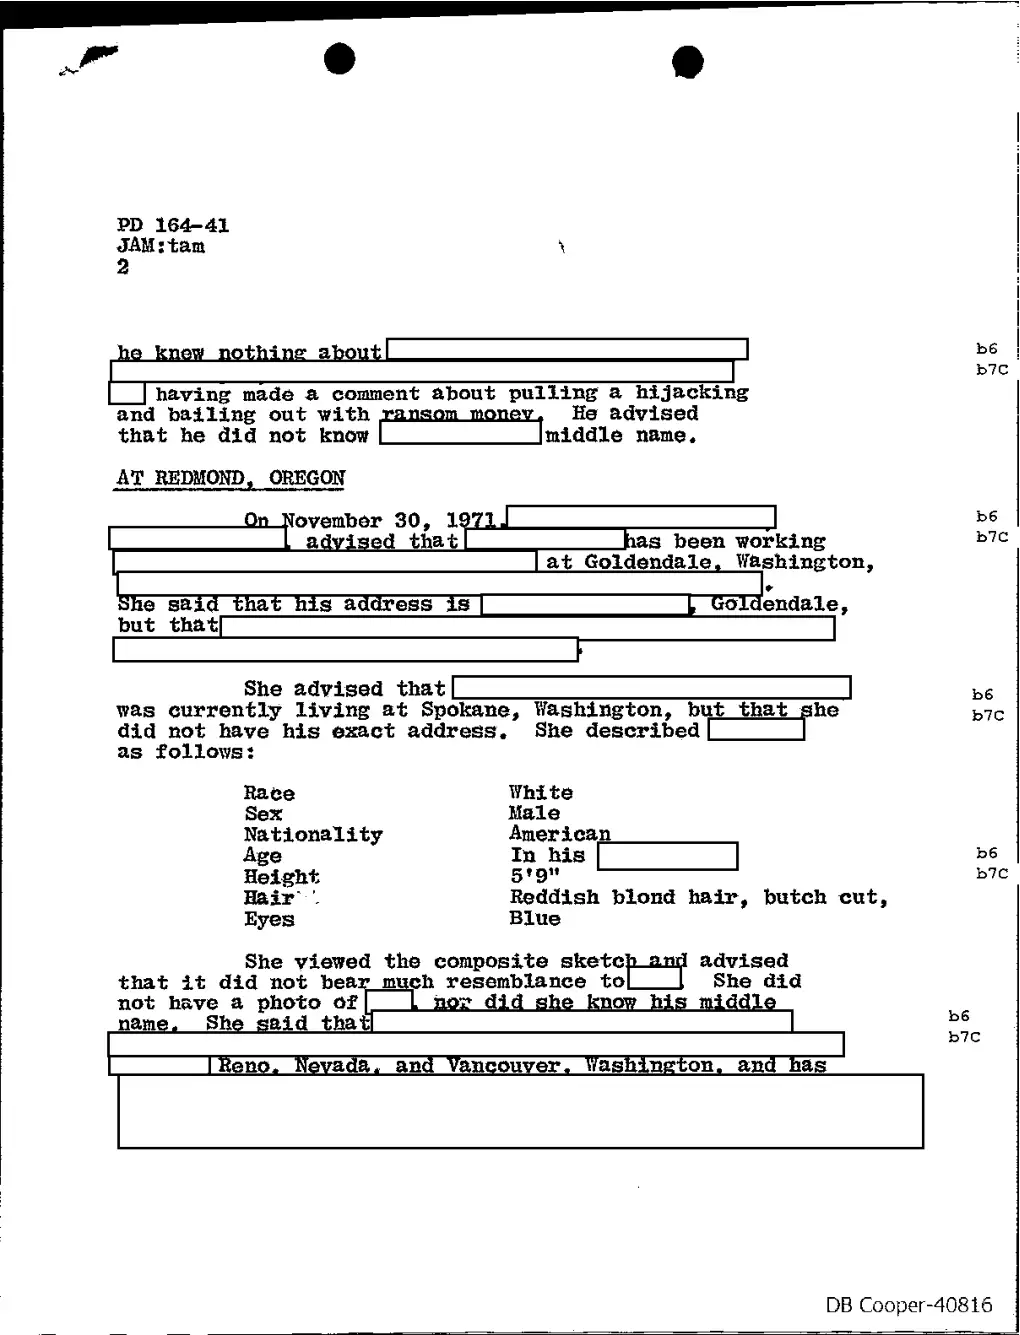 PD 164-41
JAM:tam
2
he knew nothing about
b6
b7C
having made a comment about pulling a hijacking
and bailing out with ransom money. He advised
that he did not know middle name.
AT REDMOND, OREGON
On November 30, 1971,
b6
, advised that has been working
b7C
at Goldendale, Washington,
.
She said that his address is , Goldendale,
but that
.
She advised that
b6
was currently living at Spokane, Washington, but that she
b7C
did not have his exact address. She described
as follows:
Race White
Sex Male
Nationality American
Age In his
b6
Height 5'9"
b7C
Hair Reddish blond hair, butch cut,
Eyes Blue
She viewed the composite sketch and advised
that it did not bear much resemblance to . She did
not have a photo of , nor did she know his middle
name. She said that
b6
b7C
Reno, Nevada, and Vancouver, Washington, and has
DB Cooper-40816